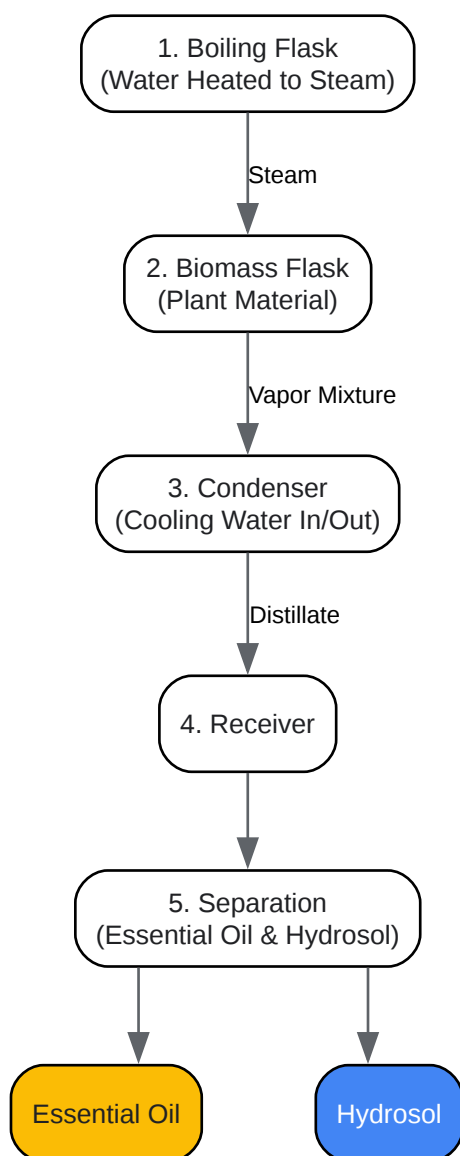 1. Boiling Flask
(Water Heated to Steam)
Steam
2. Biomass Flask
(Plant Material)
Vapor Mixture
3. Condenser
(Cooling Water In/Out)
Distillate
4. Receiver
5. Separation
(Essential Oil & Hydrosol)
Essential Oil
Hydrosol